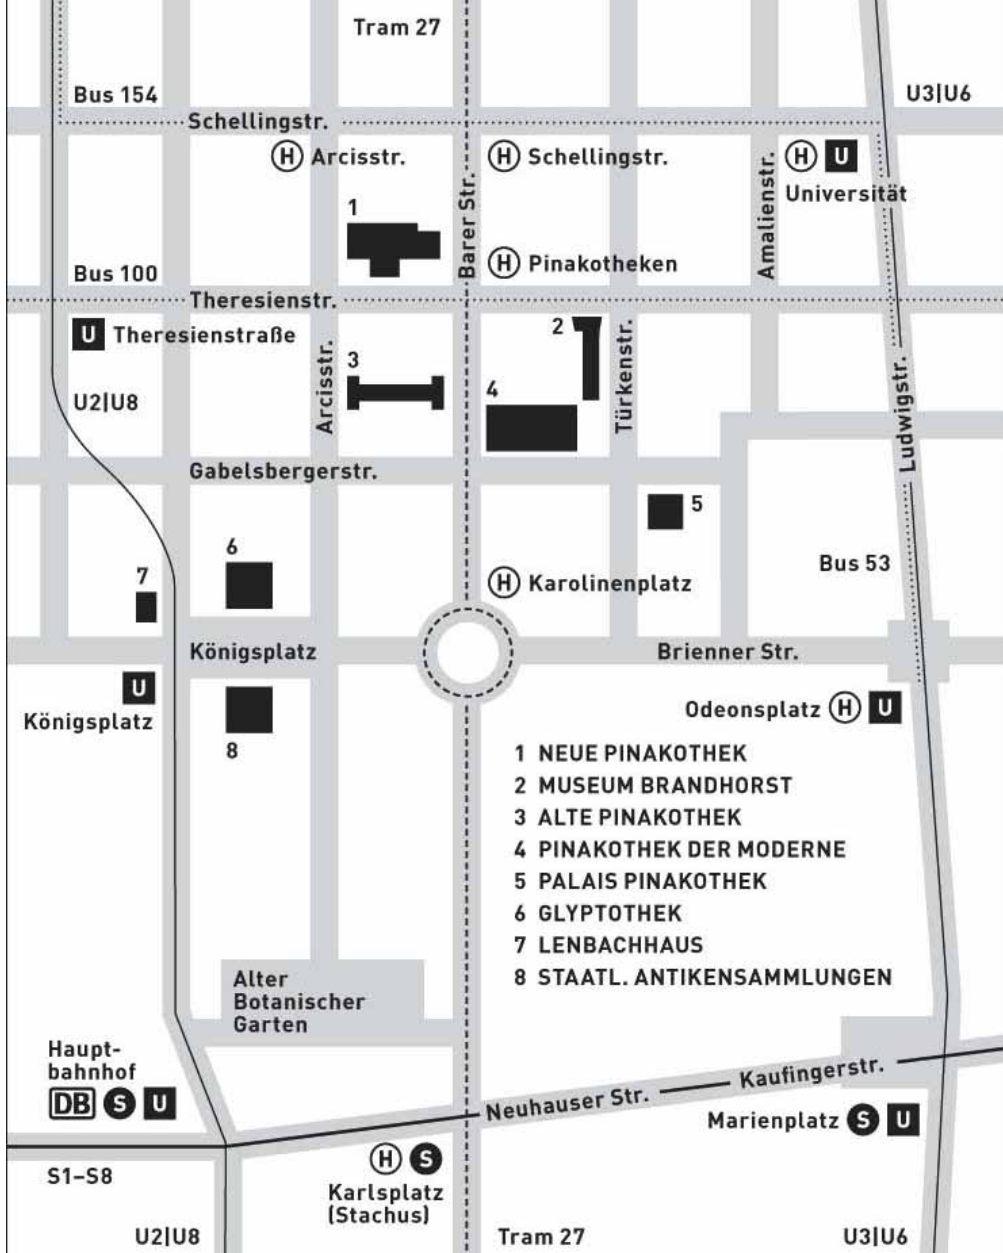 Tram 27
Bus 154
U3|U6
Schellingstr.
H Arcisstr.
H Schellingstr.
H U
Universität
Amalienstr.
Barer Str.
1
Bus 100
H Pinakotheken
Theresienstr.
U Theresienstraße
2
3
4
Arcisstr.
Türkenstr.
Ludwigstr.
U2|U8
Gabelsbergerstr.
5
6
7
Bus 53
H Karolinenplatz
Königsplatz
Brienner Str.
U
Königsplatz
Odeonsplatz H U
8
1 NEUE PINAKOTHEK
2 MUSEUM BRANDHORST
3 ALTE PINAKOTHEK
4 PINAKOTHEK DER MODERNE
5 PALAIS PINAKOTHEK
6 GLYPTOTHEK
7 LENBACHHAUS
8 STAATL. ANTIKENSAMMLUNGEN
Alter
Botanischer
Garten
Haupt-
bahnhof
DB S U
Neuhauser Str.
Kaufingerstr.
Marienplatz S U
S1–S8
H S
Karlsplatz
(Stachus)
U2|U8
Tram 27
U3|U6